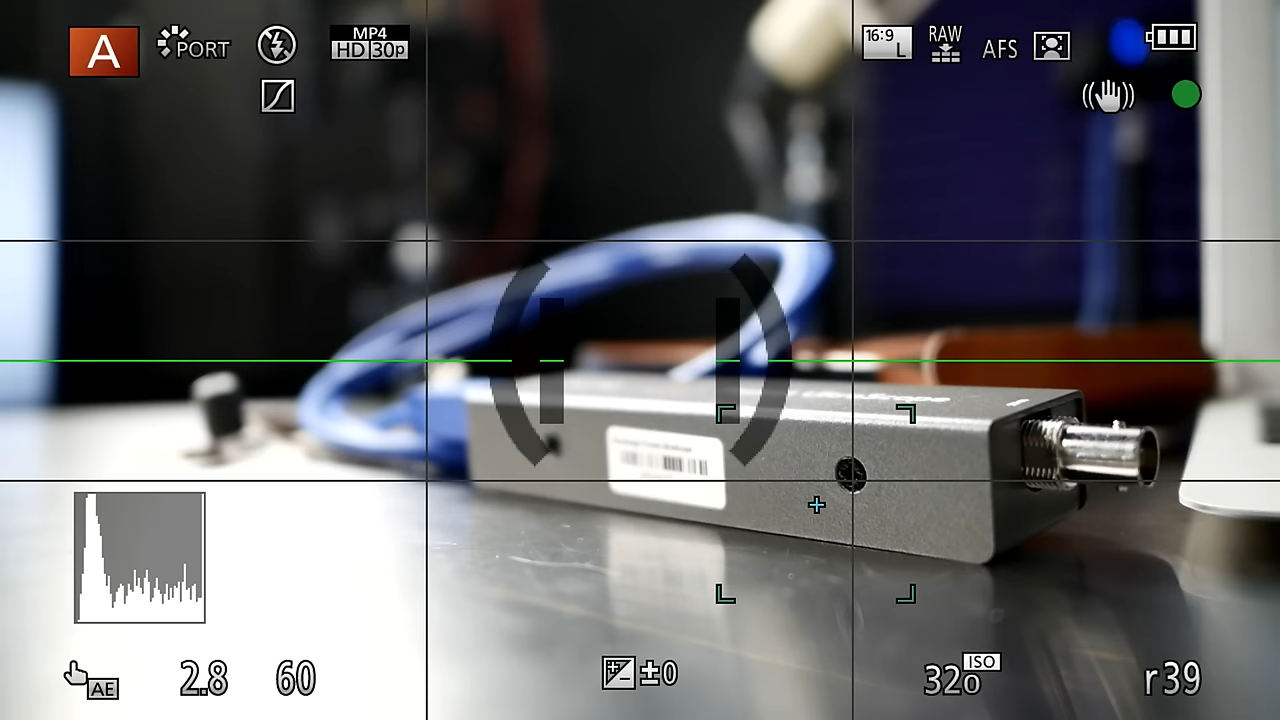 A
PORT
MP4
HD 30p
16:9
L
RAW
AFS
AE
2.8
60
±0
ISO
320
r39